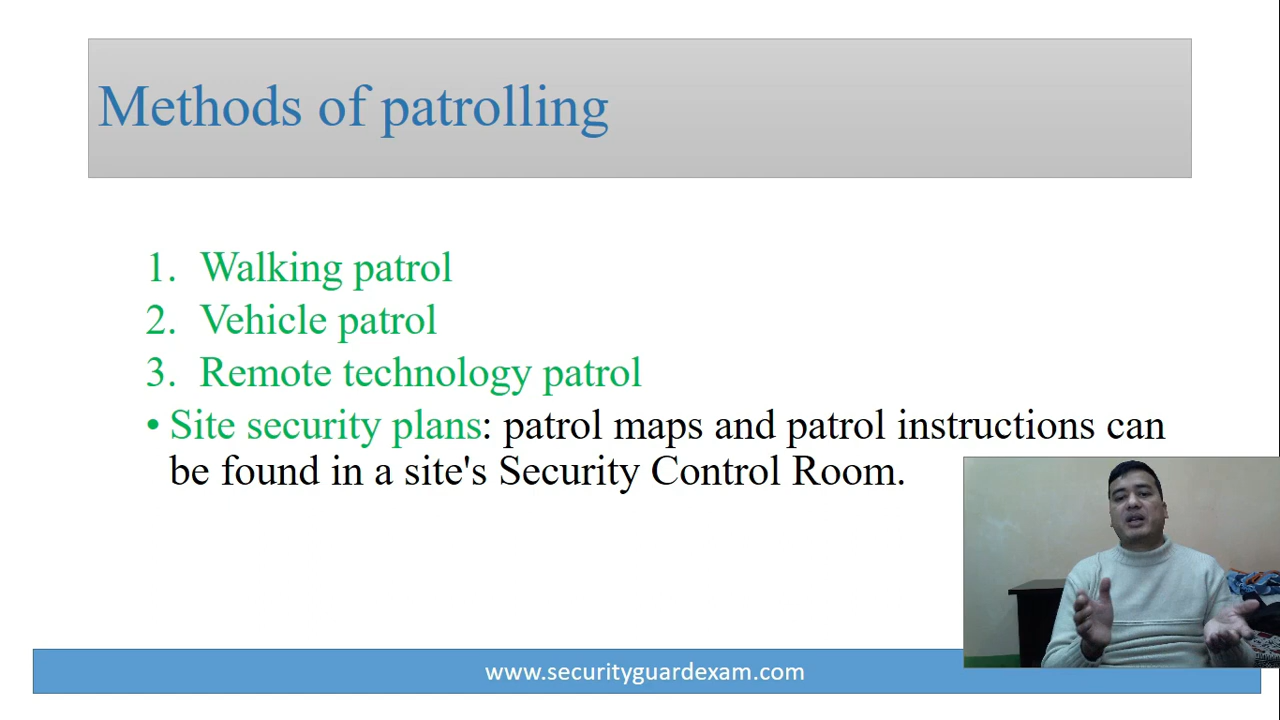 Methods of patrolling
1. Walking patrol
2. Vehicle patrol
3. Remote technology patrol
• Site security plans: patrol maps and patrol instructions can
be found in a site's Security Control Room.
www.securityguardexam.com